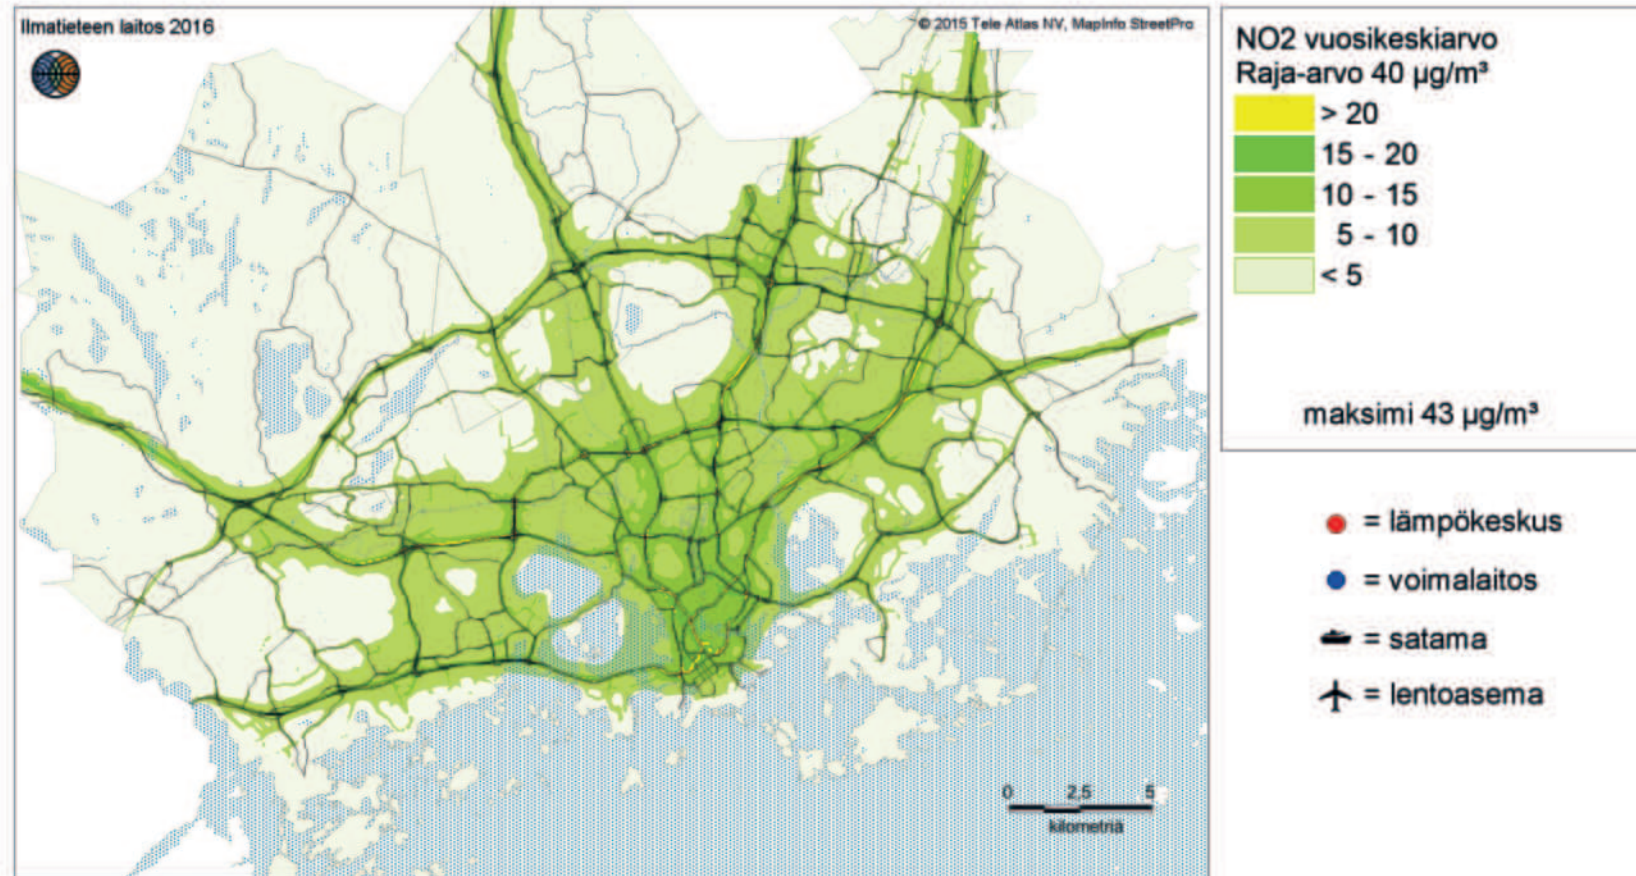 Ilmatieteen laitos 2016
© 2015 Tele Atlas NV, MapInfo StreetPro
NO2 vuosikeskiarvo
Raja-arvo 40 µg/m³
> 20
15 - 20
10 - 15
5 - 10
< 5
maksimi 43 µg/m³
= lämpökeskus
= voimalaitos
= satama
= lentoasema
0 2,5 5
kilometriä